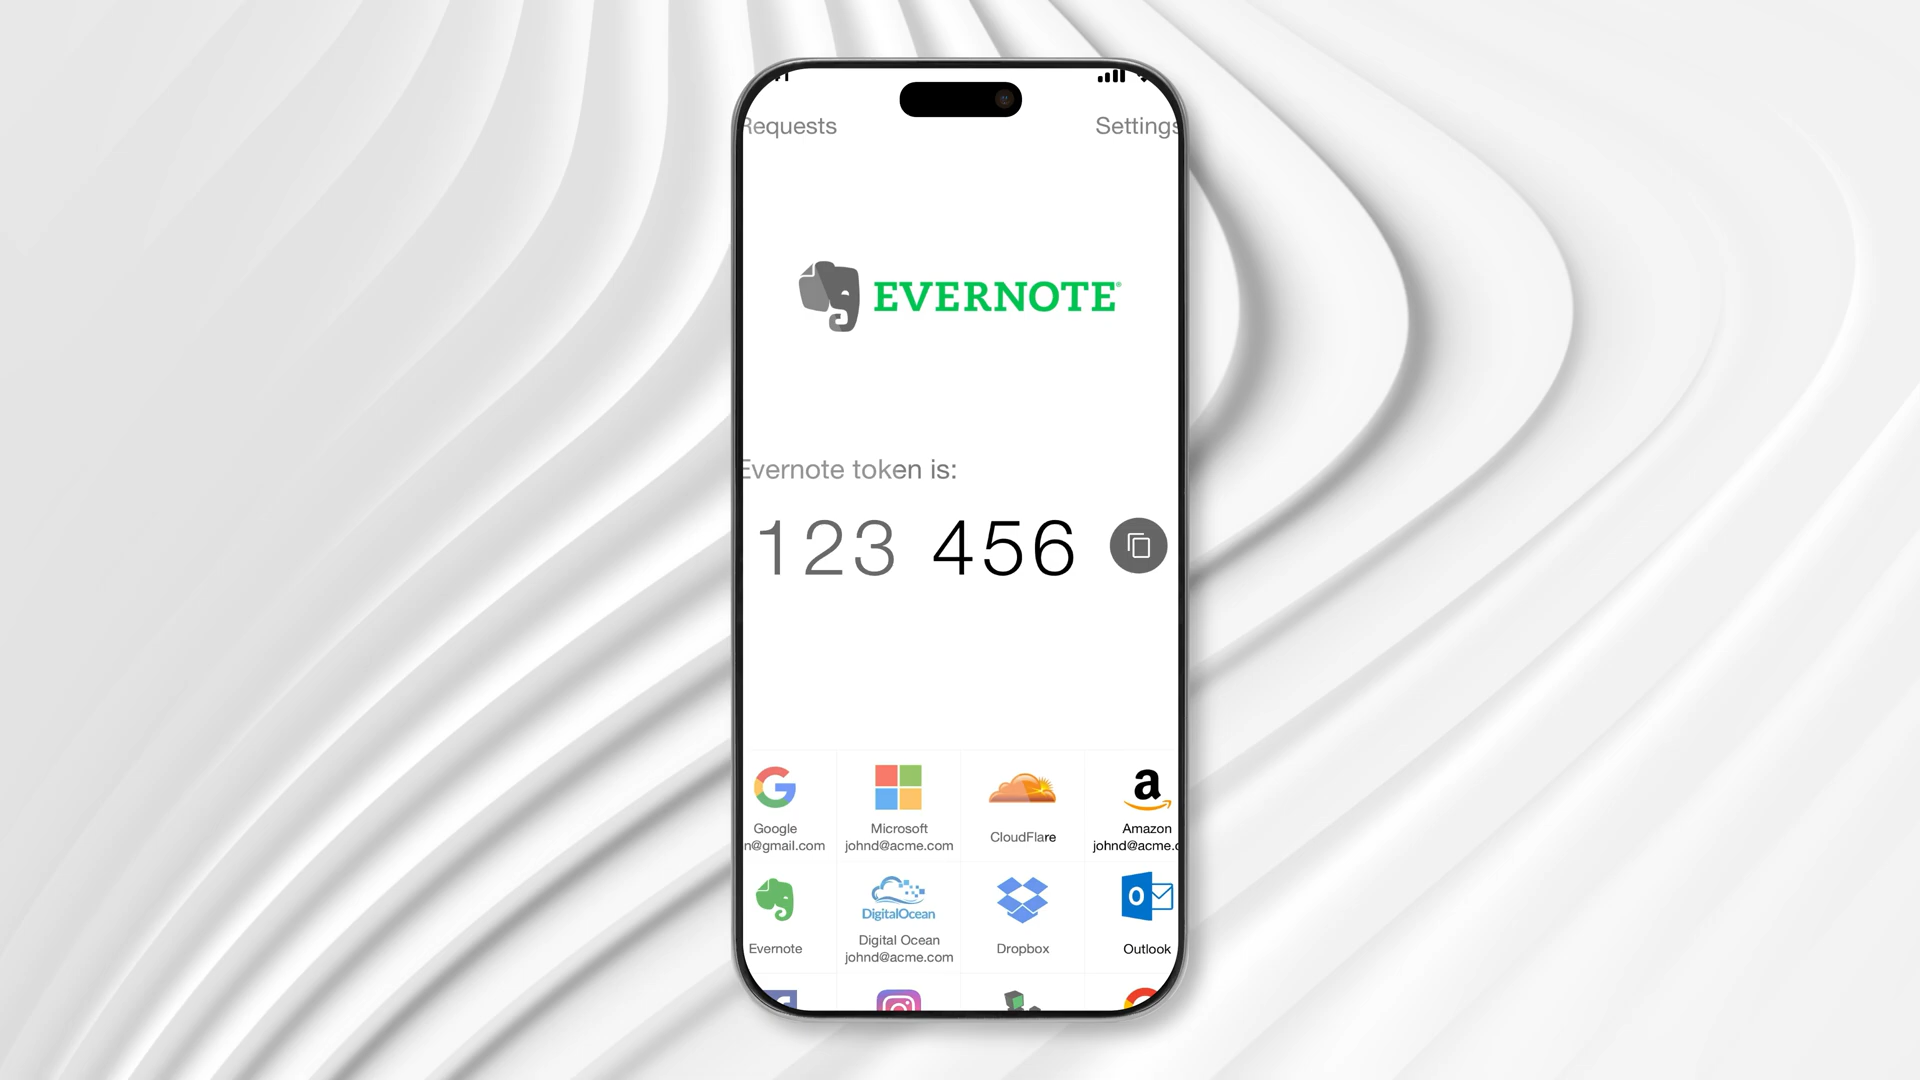 Requests
Settings
EVERNOTE
Evernote token is:
123 456
Google
Microsoft
CloudFlare
Amazon
n@gmail.com
johnd@acme.com
johnd@acme.c
DigitalOcean
Evernote
Digital Ocean
johnd@acme.com
Dropbox
Outlook